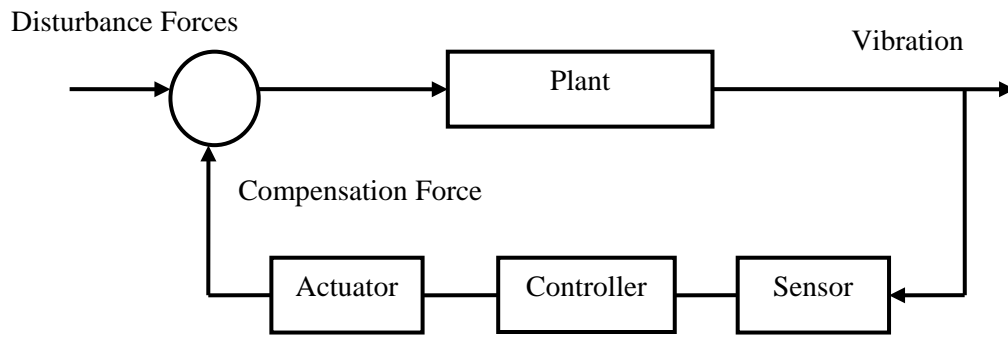 Disturbance Forces
Vibration
Plant
Compensation Force
Actuator
Controller
Sensor